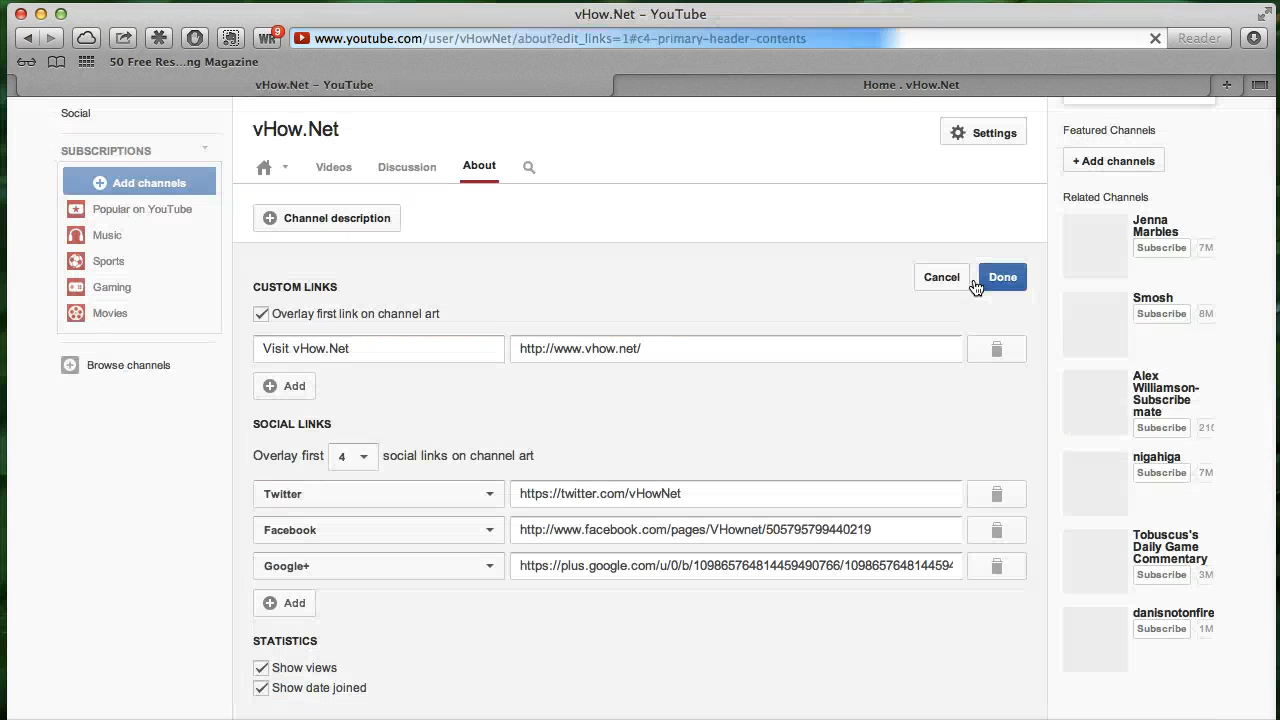 vHow.Net – YouTube
WR 9
www.youtube.com/user/vHowNet/about?edit_links=1#c4-primary-header-contents
Reader
50 Free Res...ng Magazine
vHow.Net – YouTube
Home . vHow.Net
Social
SUBSCRIPTIONS
Add channels
Popular on YouTube
Music
Sports
Gaming
Movies
Browse channels
vHow.Net
Settings
Videos
Discussion
About
Channel description
Cancel
Done
CUSTOM LINKS
Overlay first link on channel art
Visit vHow.Net
http://www.vhow.net/
Add
SOCIAL LINKS
Overlay first 4 social links on channel art
Twitter
https://twitter.com/vHowNet
Facebook
http://www.facebook.com/pages/VHownet/505795799440219
Google+
https://plus.google.com/u/0/b/109865764814459490766/1098657648144594
Add
STATISTICS
Show views
Show date joined
Featured Channels
+ Add channels
Related Channels
Jenna
Marbles
Subscribe 7M
Smosh
Subscribe 8M
Alex
Williamson-
Subscribe
mate
Subscribe 210
nigahiga
Subscribe 7M
Tobuscus's
Daily Game
Commentary
Subscribe 3M
danisnotonfire
Subscribe 1M